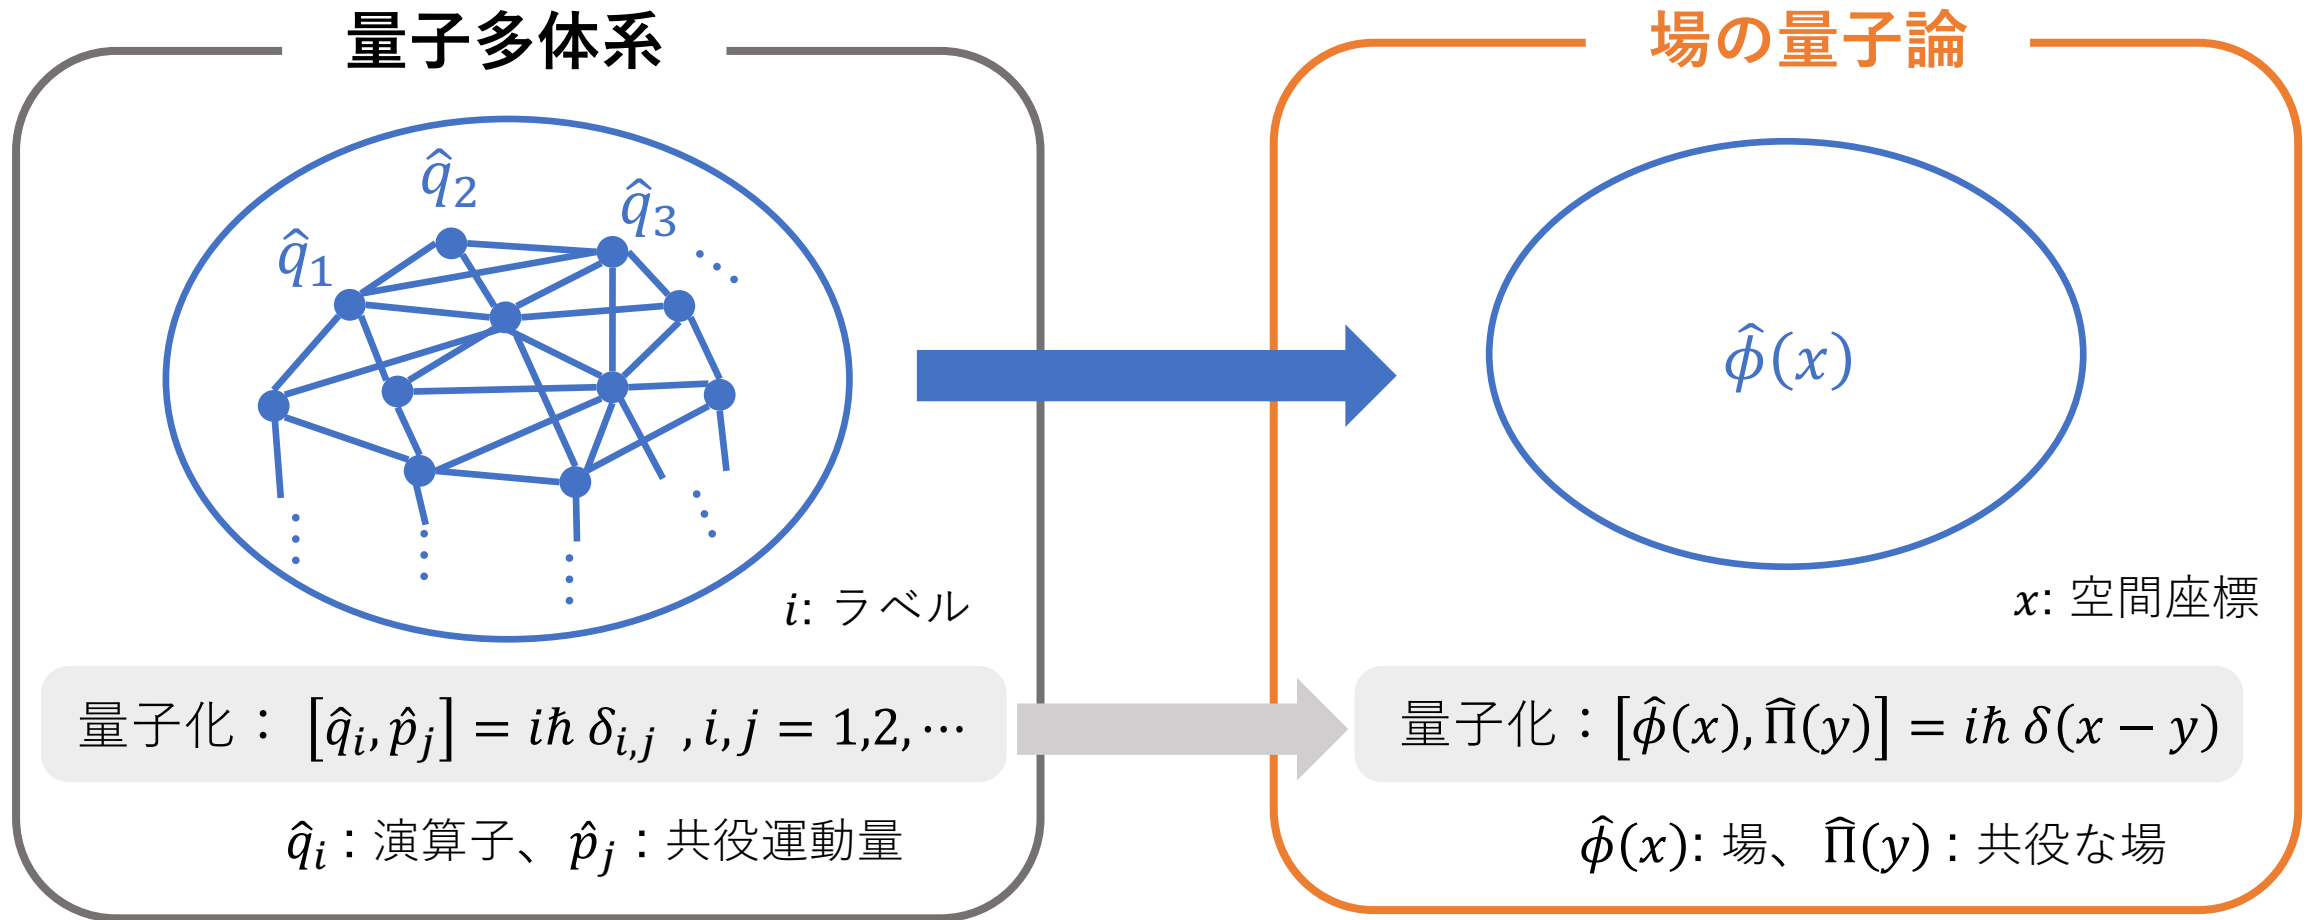 量子多体系
q̂₁
q̂₂
q̂₃
i: ラベル
量子化： [q̂ᵢ, p̂ⱼ] = iħ δᵢ,ⱼ , i, j = 1,2, ⋯
q̂ᵢ：演算子、p̂ⱼ：共役運動量
場の量子論
ϕ̂(x)
x: 空間座標
量子化：[ϕ̂(x), Π̂(y)] = iħ δ(x − y)
ϕ̂(x): 場、Π̂(y)：共役な場